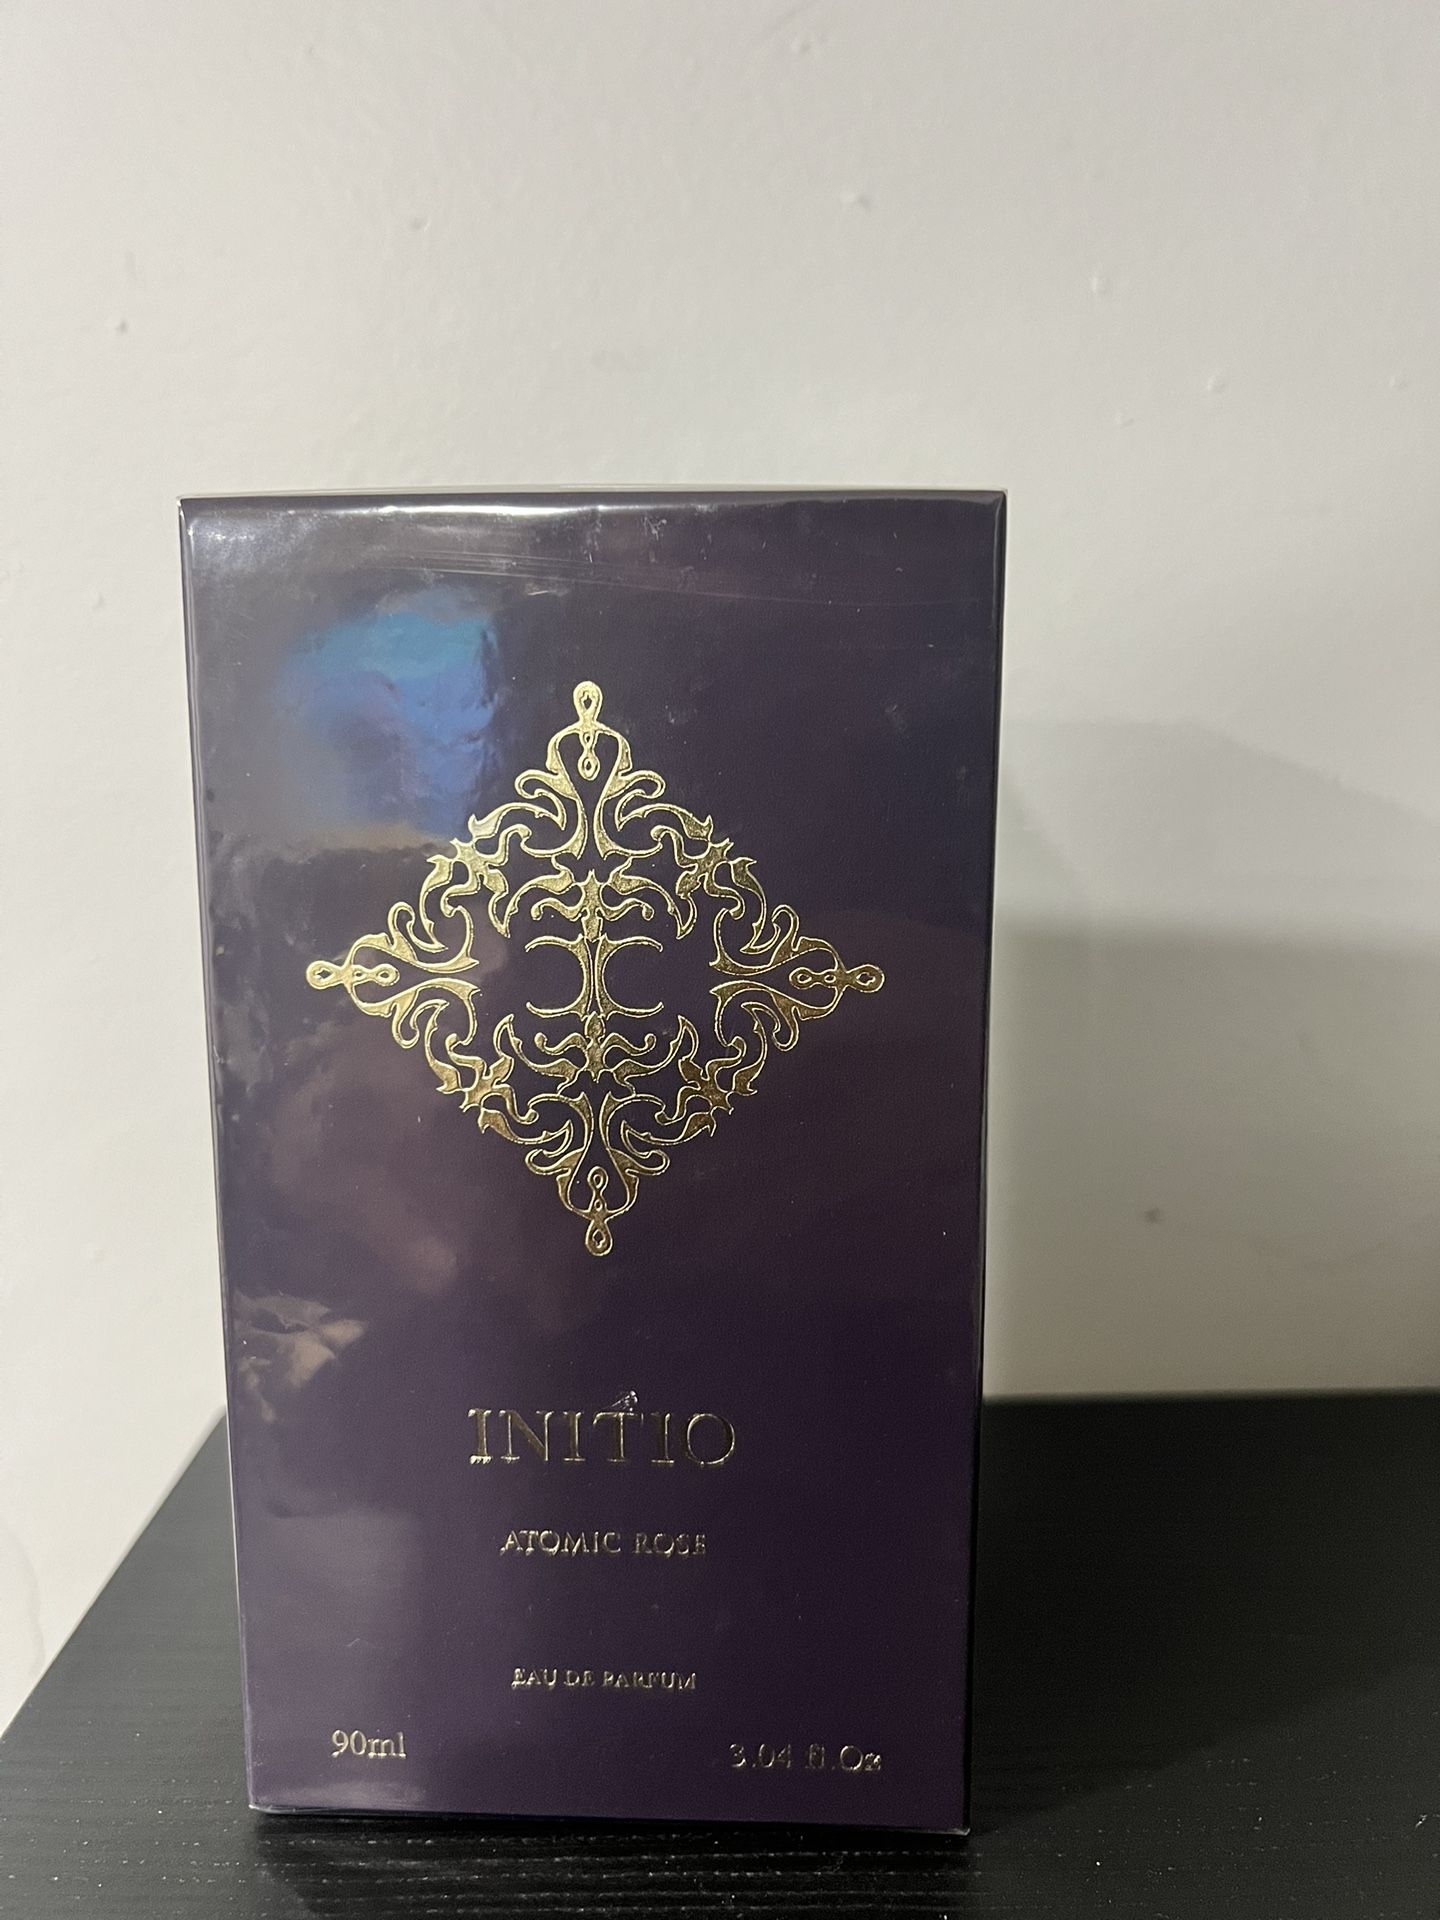 INITIO
ATOMIC ROSE
EAU DE PARFUM
90ml 3.04 fl.Oz